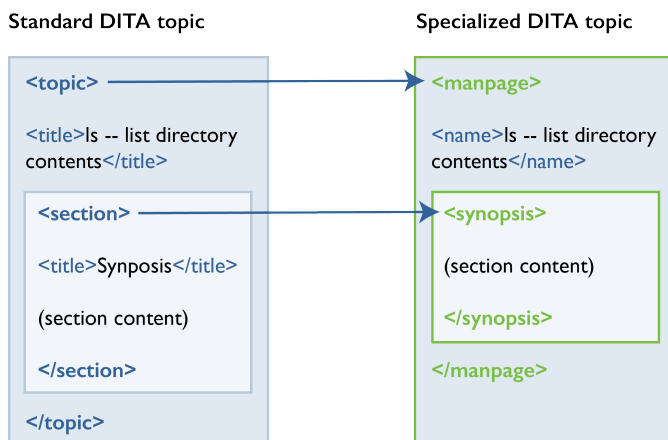 Standard DITA topic
<topic>
<title>ls -- list directory
contents</title>
<section>
<title>Synposis</title>
(section content)
</section>
</topic>
Specialized DITA topic
<manpage>
<name>ls -- list directory
contents</name>
<synopsis>
(section content)
</synopsis>
</manpage>